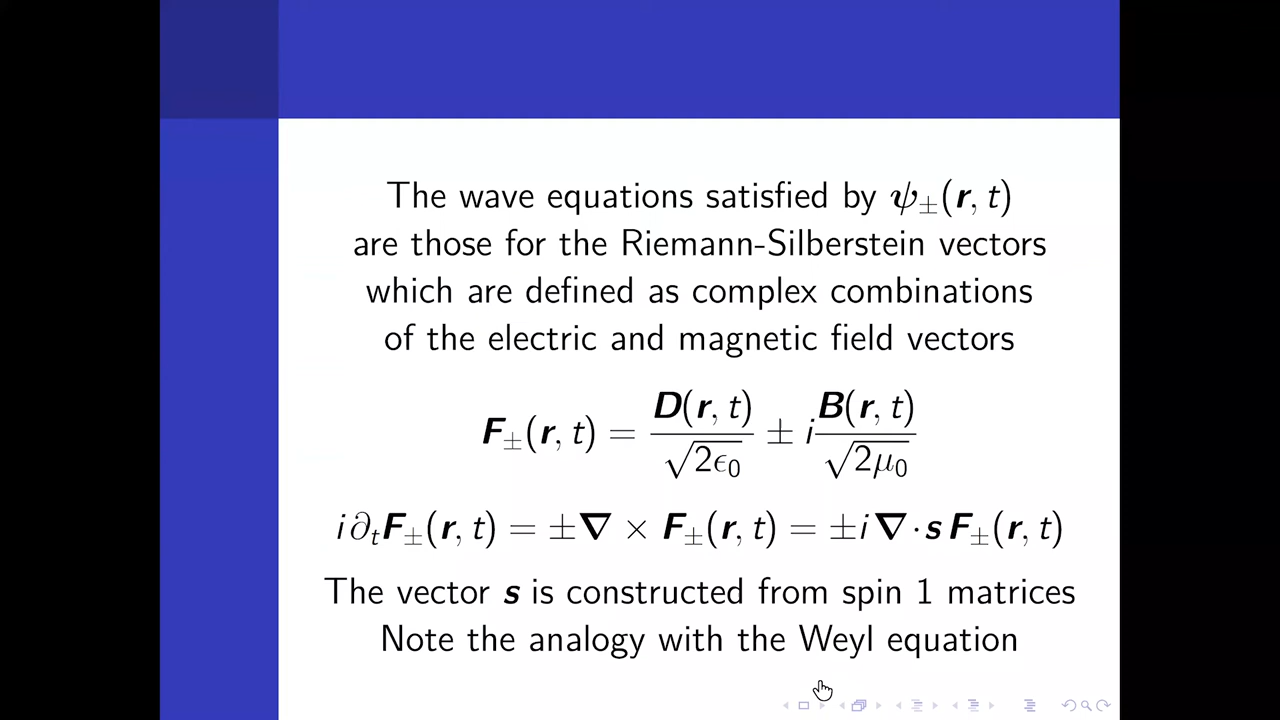 The wave equations satisfied by ψ±(r, t)
are those for the Riemann-Silberstein vectors
which are defined as complex combinations
of the electric and magnetic field vectors
F±(r, t) = D(r, t)/√(2ϵ₀) ± i B(r, t)/√(2μ₀)
i ∂ₜF±(r, t) = ±∇ × F±(r, t) = ±i ∇·s F±(r, t)
The vector s is constructed from spin 1 matrices
Note the analogy with the Weyl equation